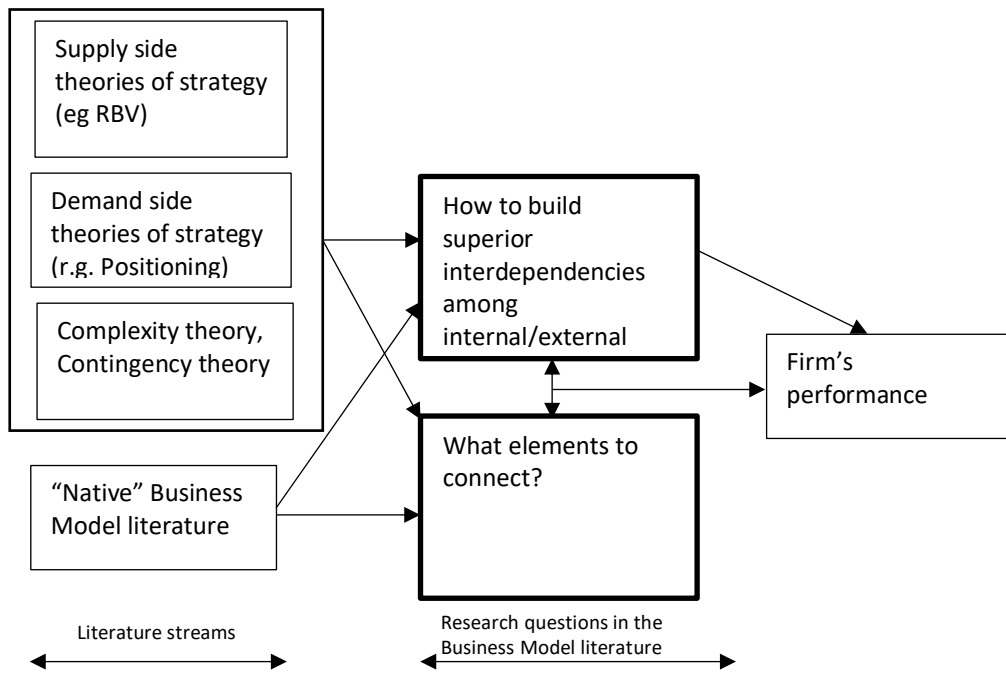 Supply side
theories of strategy
(eg RBV)
Demand side
theories of strategy
(r.g. Positioning)
Complexity theory,
Contingency theory
“Native” Business
Model literature
How to build
superior
interdependencies
among
internal/external
What elements to
connect?
Firm’s
performance
Literature streams
Research questions in the
Business Model literature